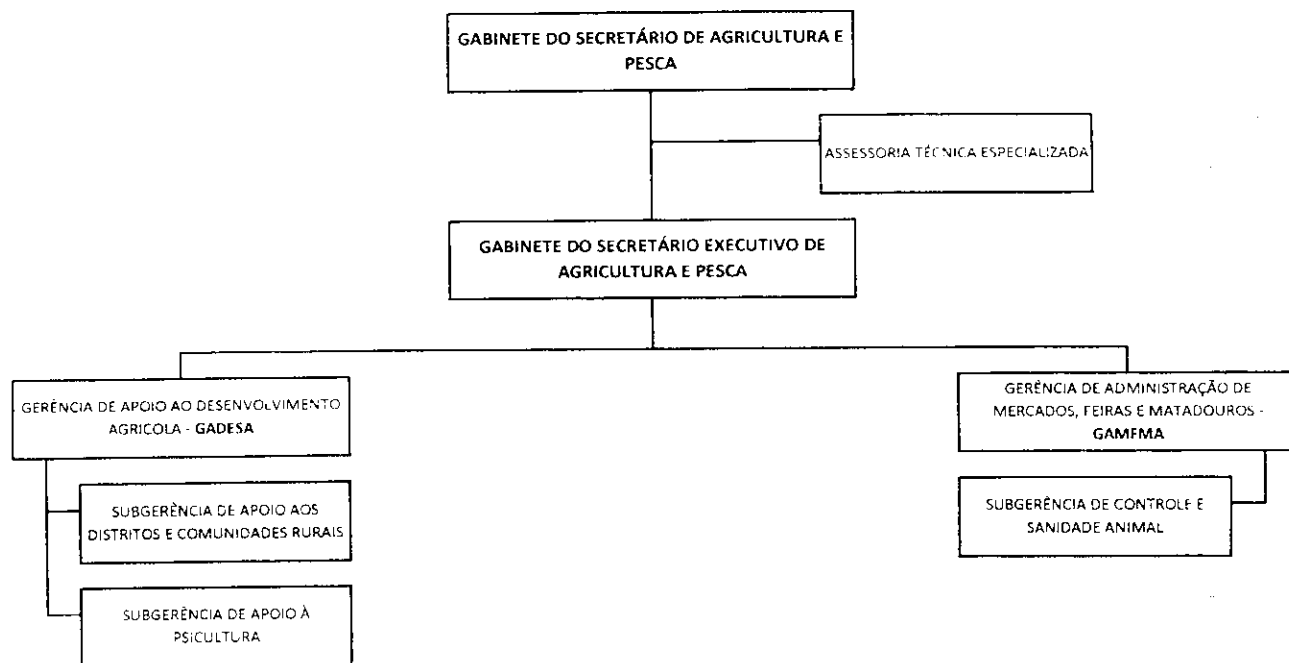 GABINETE DO SECRETÁRIO DE AGRICULTURA E
PESCA
ASSESSORIA TÉCNICA ESPECIALIZADA
GABINETE DO SECRETÁRIO EXECUTIVO DE
AGRICULTURA E PESCA
GERÊNCIA DE APOIO AO DESENVOLVIMENTO
AGRICOLA - GADESA
SUBGERÊNCIA DE APOIO AOS
DISTRITOS E COMUNIDADES RURAIS
SUBGERÊNCIA DE APOIO À
PSICULTURA
GERÊNCIA DE ADMINISTRAÇÃO DE
MERCADOS, FEIRAS E MATADOUROS -
GAMFMA
SUBGERÊNCIA DE CONTROLE E
SANIDADE ANIMAL